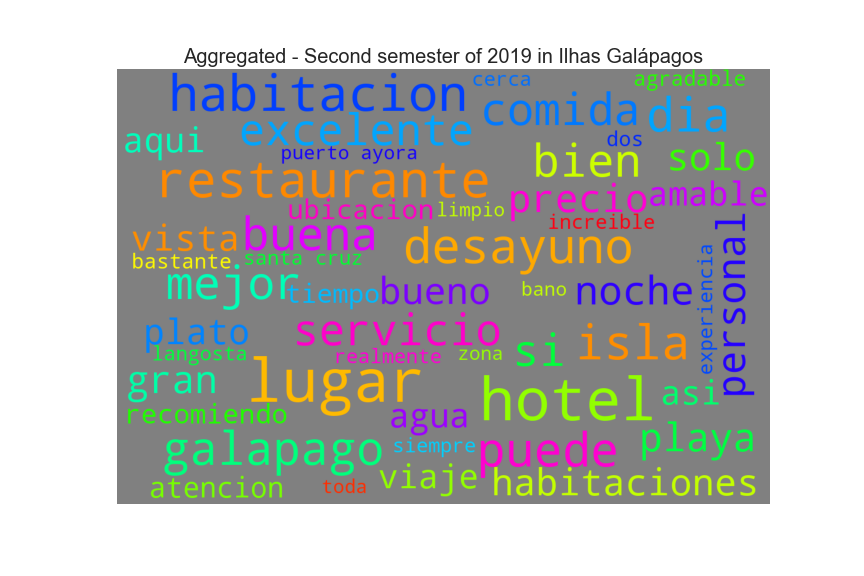 Aggregated - Second semester of 2019 in Ilhas Galápagos
habitacion
cerca
agradable
comida
dia
excelente
aqui
dos
puerto ayora
bien
solo
restaurante
precio
amable
ubicacion
limpio
increible
vista
buena
desayuno
personal
bastante
santa cruz
experiencia
mejor
tiempo
bueno
bano
noche
plato
servicio
si
isla
langosta
realmente
zona
gran
lugar
hotel
asi
recomiendo
agua
galapago
siempre
puede
playa
atencion
toda
viaje
habitaciones